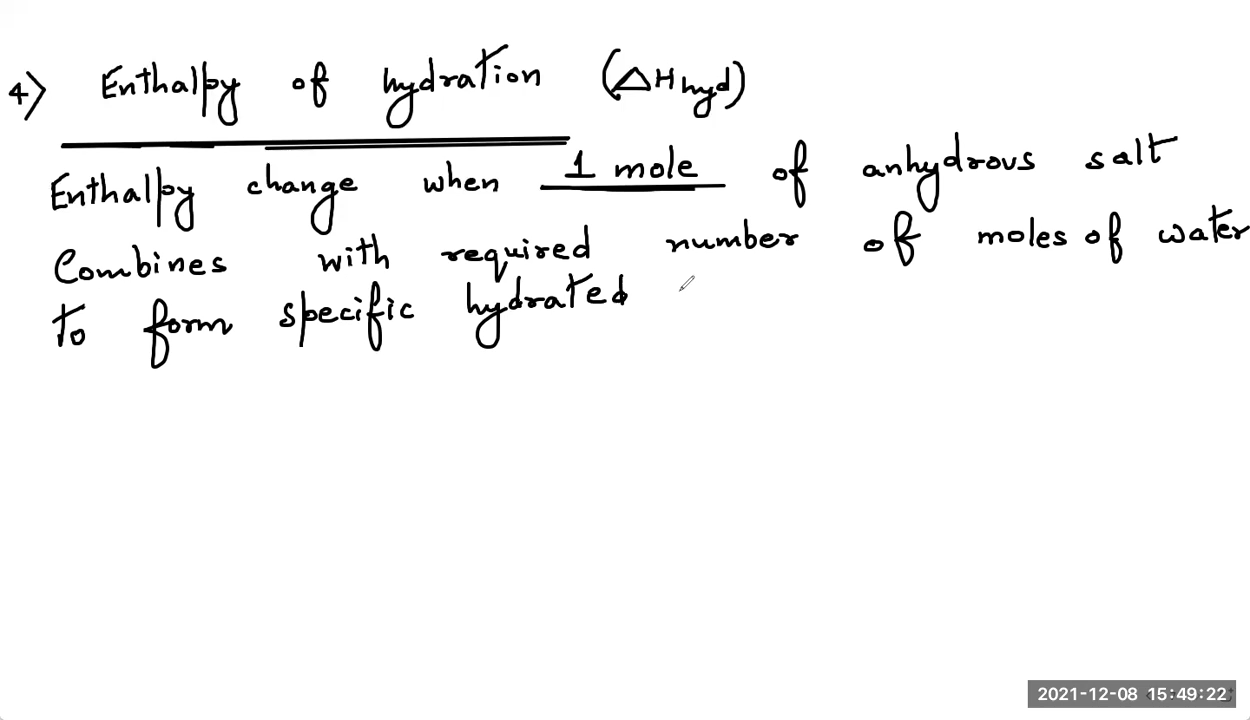 4) Enthalpy of hydration (ΔHhyd)
Enthalpy change when 1 mole of anhydrous salt
Combines with required number of moles of water
to form specific hydrated
2021-12-08 15:49:22